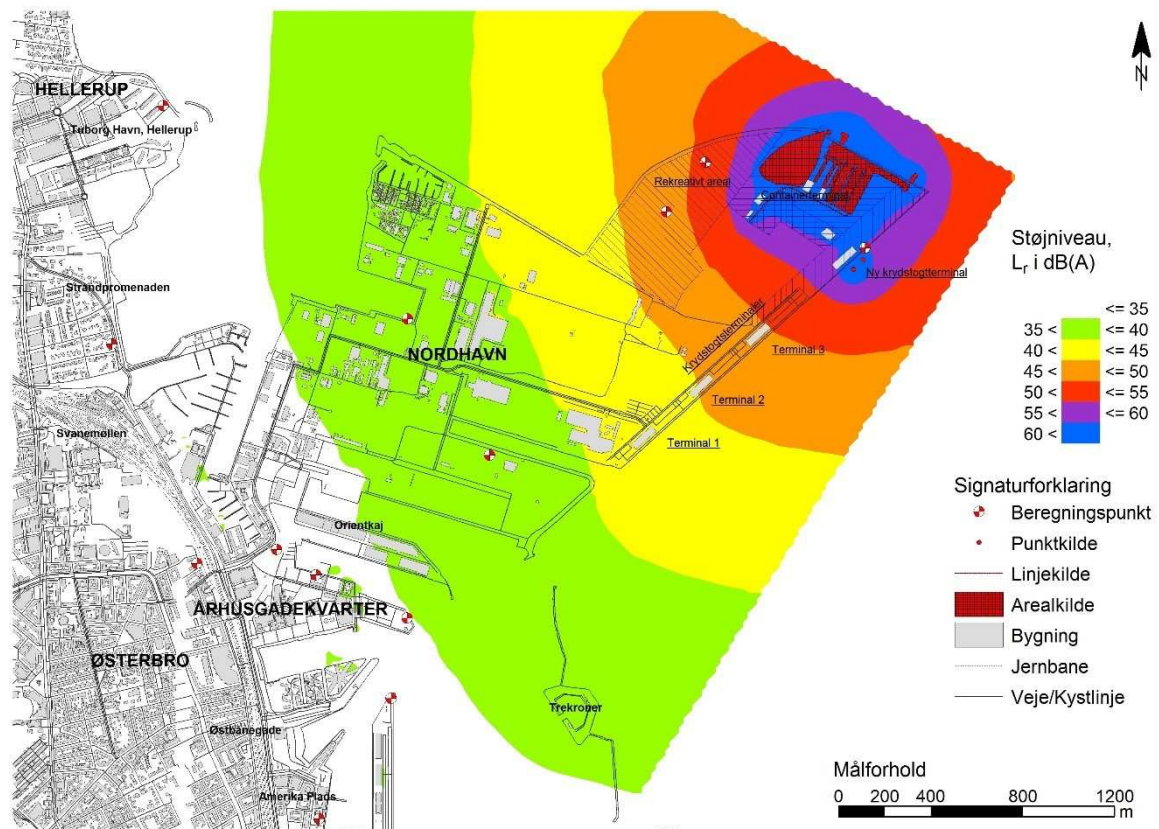 HELLERUP
Tuborg Havn, Hellerup
N
Rekreativt areal
Containerterminal
Ny krydstogtterminal
Strandpromenaden
NORDHAVN
Krydstogtsterminaler
Terminal 3
Terminal 2
Terminal 1
Svanemøllen
Orientkaj
ÅRHUSGADEKVARTER
ØSTERBRO
Trekroner
Østbanegade
Amerika Plads
Støjniveau,
Lr i dB(A)
<= 35
35 < <= 40
40 < <= 45
45 < <= 50
50 < <= 55
55 < <= 60
60 <
Signaturforklaring
Beregningspunkt
Punktkilde
Linjekilde
Arealkilde
Bygning
Jernbane
Veje/Kystlinje
Målforhold
0 200 400 800 1200
m